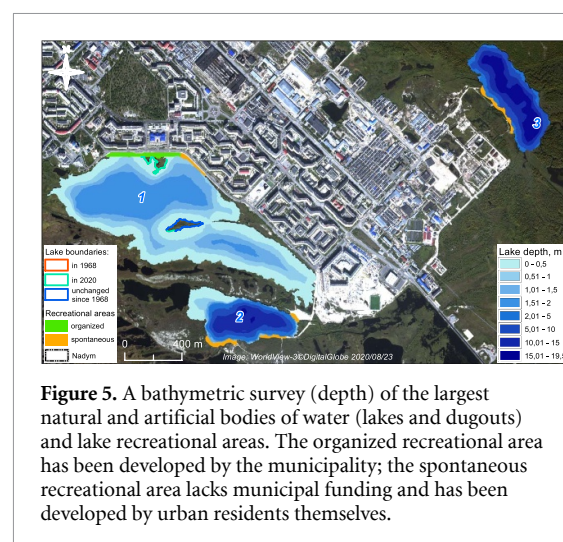 1
2
3
Lake boundaries:
in 1968
in 2020
unchanged
since 1968
Recreational areas
organized
spontaneous
Nadym
0 400 m
Image: WorldView-3©DigitalGlobe 2020/08/23
Lake depth, m
0 – 0,5
0,51 – 1
1,01 – 1,5
1,51 – 2
2,01 – 5
5,01 – 10
10,01 – 15
15,01 – 19,5
Figure 5. A bathymetric survey (depth) of the largest
natural and artificial bodies of water (lakes and dugouts)
and lake recreational areas. The organized recreational area
has been developed by the municipality; the spontaneous
recreational area lacks municipal funding and has been
developed by urban residents themselves.